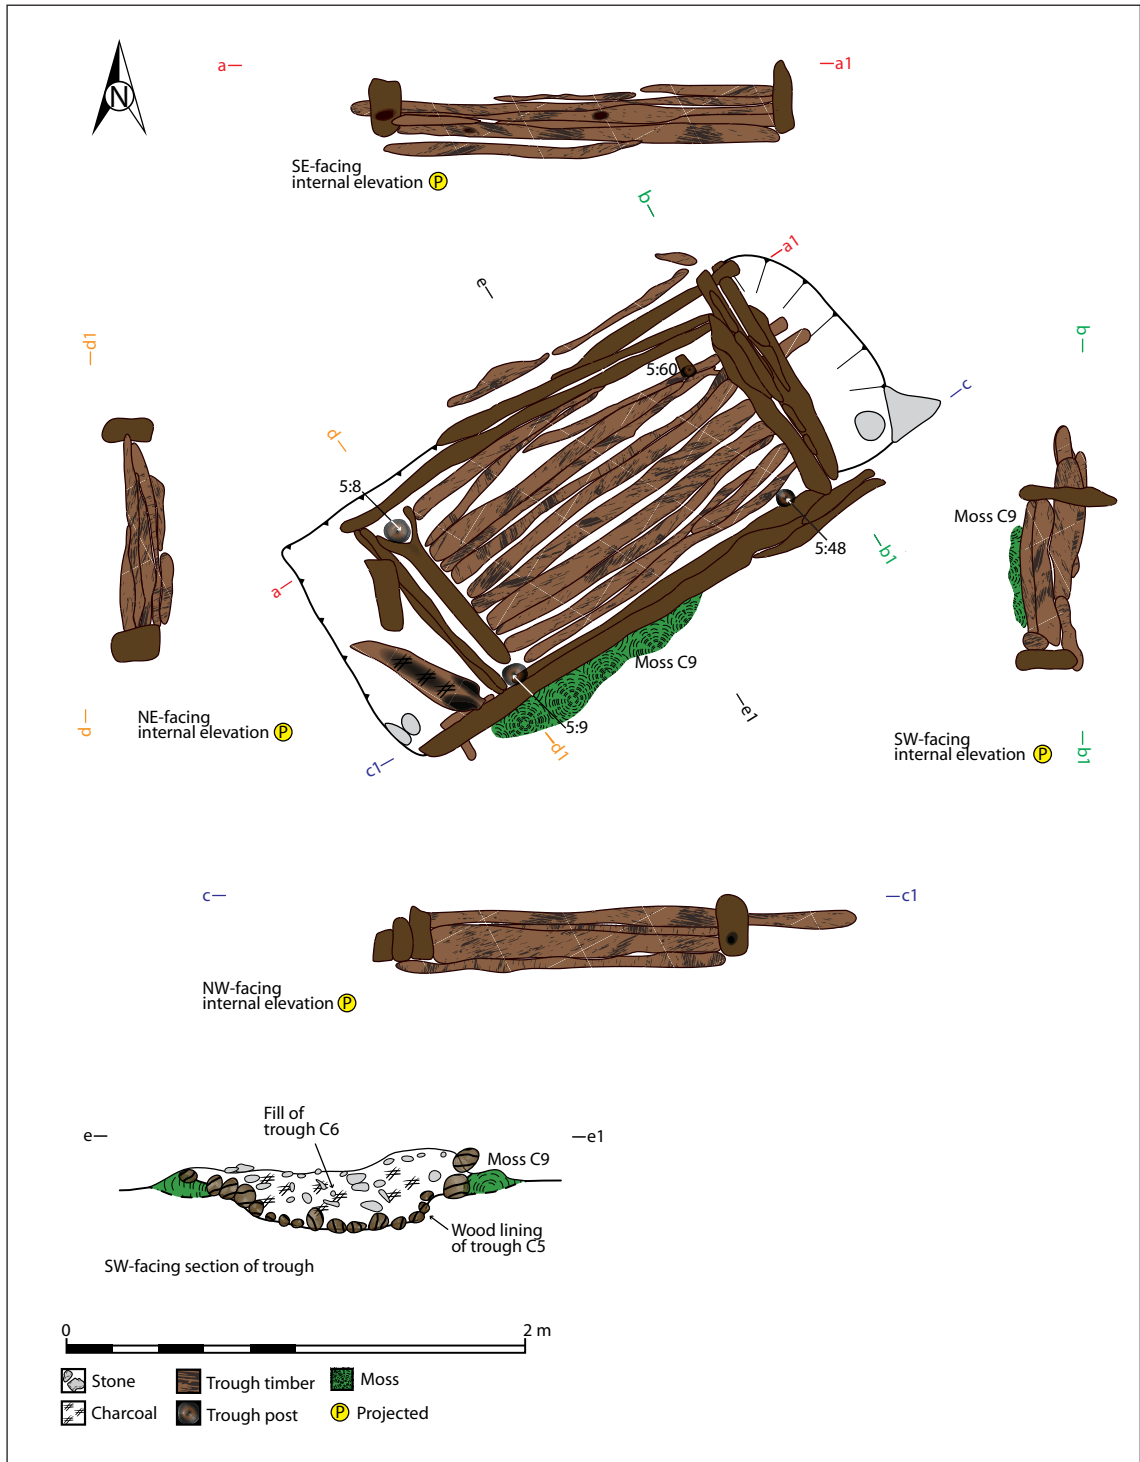 N
a—
—a1
SE-facing
internal elevation P
b—
—a1
e—
—d1
b—
—c
5:60
d—
5:8
Moss C9
5:48
—b1
a—
Moss C9
—e1
d—
NE-facing
internal elevation P
5:9
—d1
c1—
SW-facing
internal elevation P
—b1
c—
—c1
NW-facing
internal elevation P
Fill of
trough C6
e—
—e1
Moss C9
Wood lining
of trough C5
SW-facing section of trough
0
2 m
Stone
Trough timber
Moss
Charcoal
Trough post
P Projected